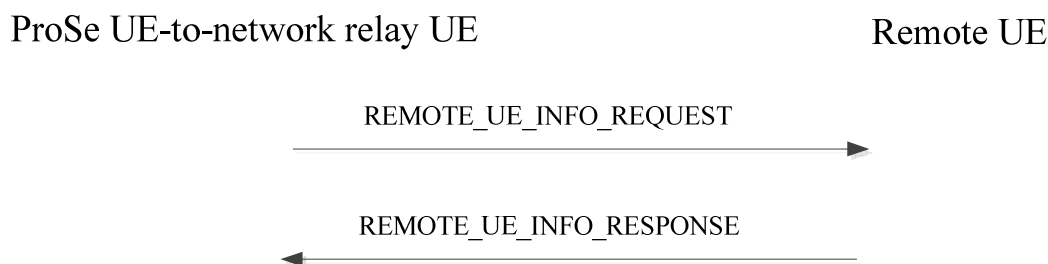 ProSe UE-to-network relay UE Remote UE
REMOTE_UE_INFO_REQUEST
REMOTE_UE_INFO_RESPONSE